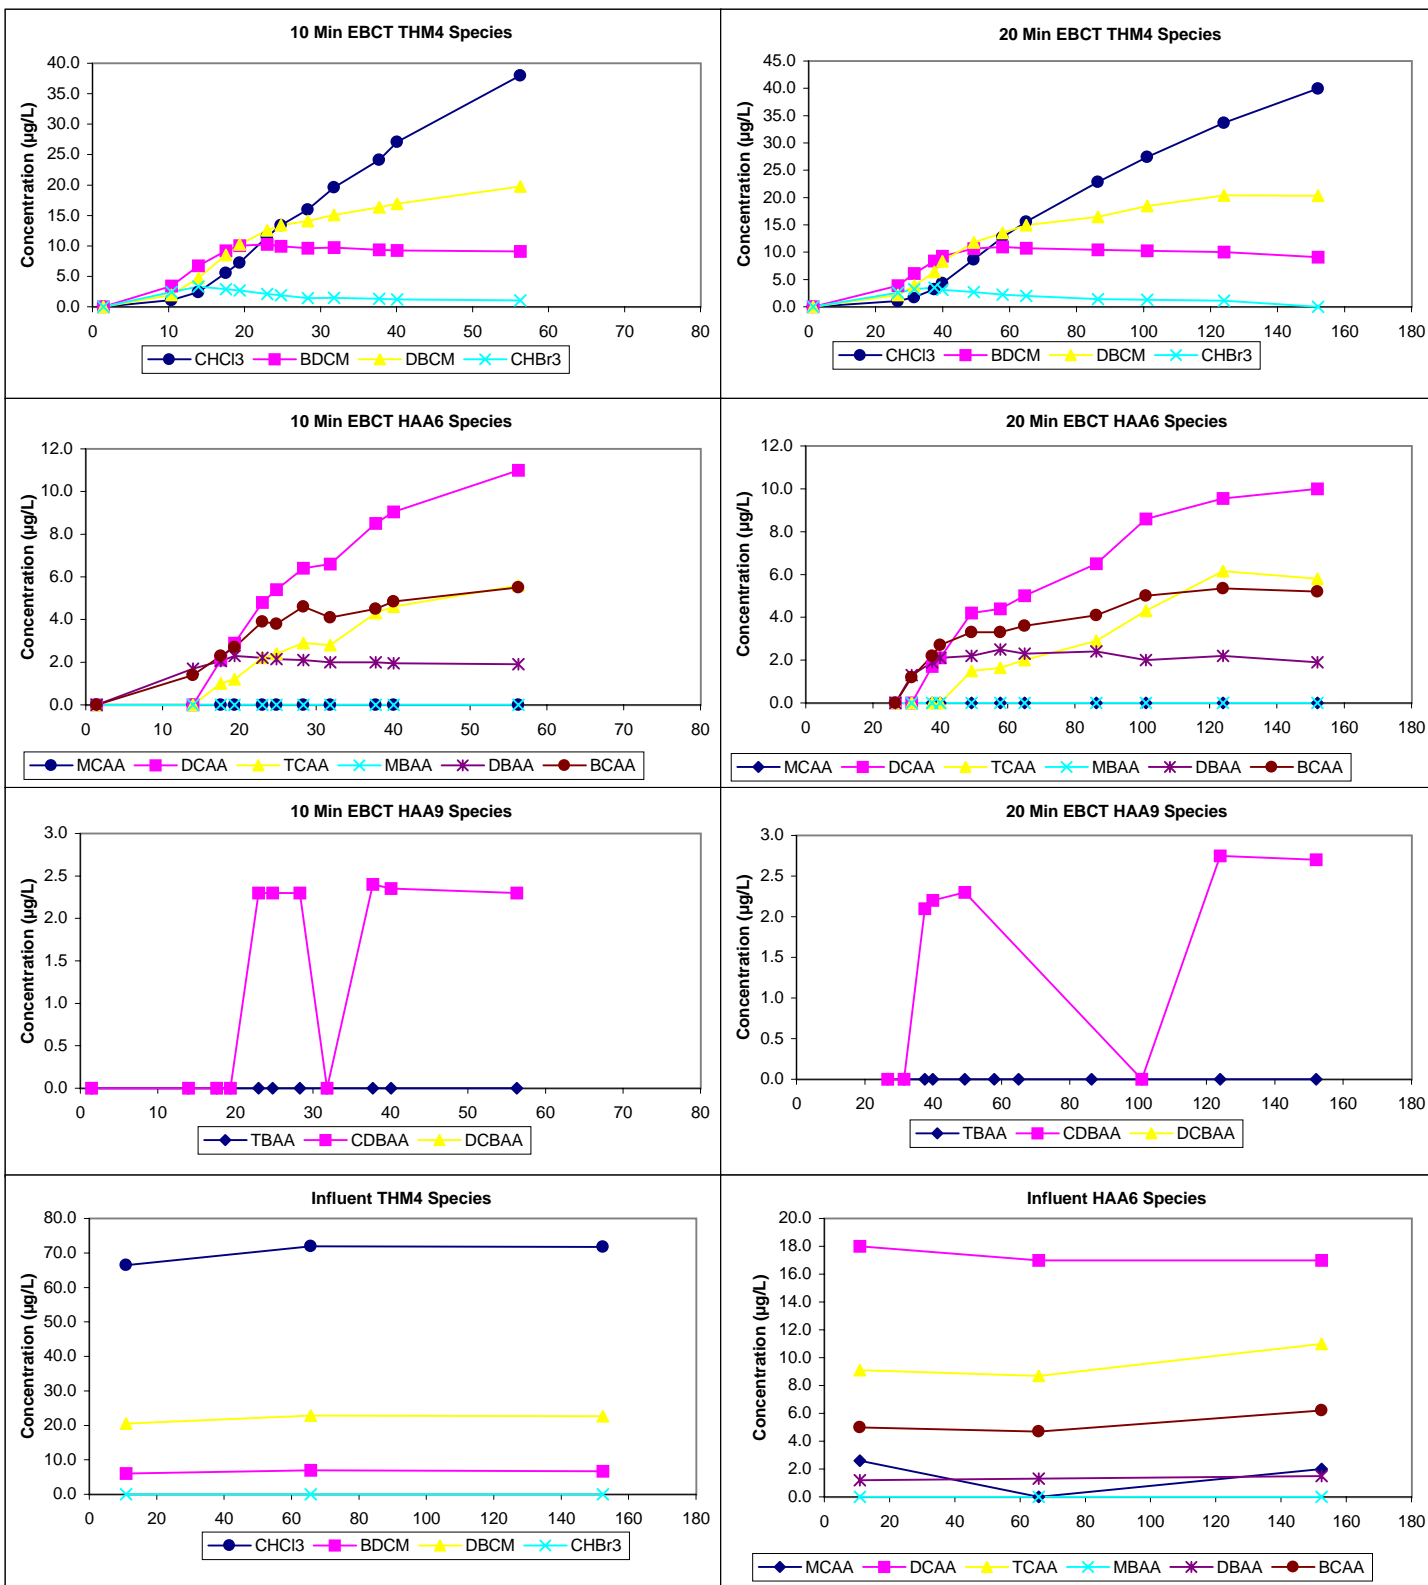 10 Min EBCT THM4 Species
Concentration (µg/L)
40.0
35.0
30.0
25.0
20.0
15.0
10.0
5.0
0.0
0 10 20 30 40 50 60 70 80
CHCl3 BDCM DBCM CHBr3
20 Min EBCT THM4 Species
Concentration (µg/L)
45.0
40.0
35.0
30.0
25.0
20.0
15.0
10.0
5.0
0.0
0 20 40 60 80 100 120 140 160 180
CHCl3 BDCM DBCM CHBr3
10 Min EBCT HAA6 Species
Concentration (µg/L)
12.0
10.0
8.0
6.0
4.0
2.0
0.0
0 10 20 30 40 50 60 70 80
MCAA DCAA TCAA MBAA DBAA BCAA
20 Min EBCT HAA6 Species
Concentration (µg/L)
12.0
10.0
8.0
6.0
4.0
2.0
0.0
0 20 40 60 80 100 120 140 160 180
MCAA DCAA TCAA MBAA DBAA BCAA
10 Min EBCT HAA9 Species
Concentration (µg/L)
3.0
2.5
2.0
1.5
1.0
0.5
0.0
0 10 20 30 40 50 60 70 80
TBAA CDBAA DCBAA
20 Min EBCT HAA9 Species
Concentration (µg/L)
3.0
2.5
2.0
1.5
1.0
0.5
0.0
0 20 40 60 80 100 120 140 160 180
TBAA CDBAA DCBAA
Influent THM4 Species
Concentration (µg/L)
80.0
70.0
60.0
50.0
40.0
30.0
20.0
10.0
0.0
0 20 40 60 80 100 120 140 160 180
CHCl3 BDCM DBCM CHBr3
Influent HAA6 Species
Concentration (µg/L)
20.0
18.0
16.0
14.0
12.0
10.0
8.0
6.0
4.0
2.0
0.0
0 20 40 60 80 100 120 140 160 180
MCAA DCAA TCAA MBAA DBAA BCAA